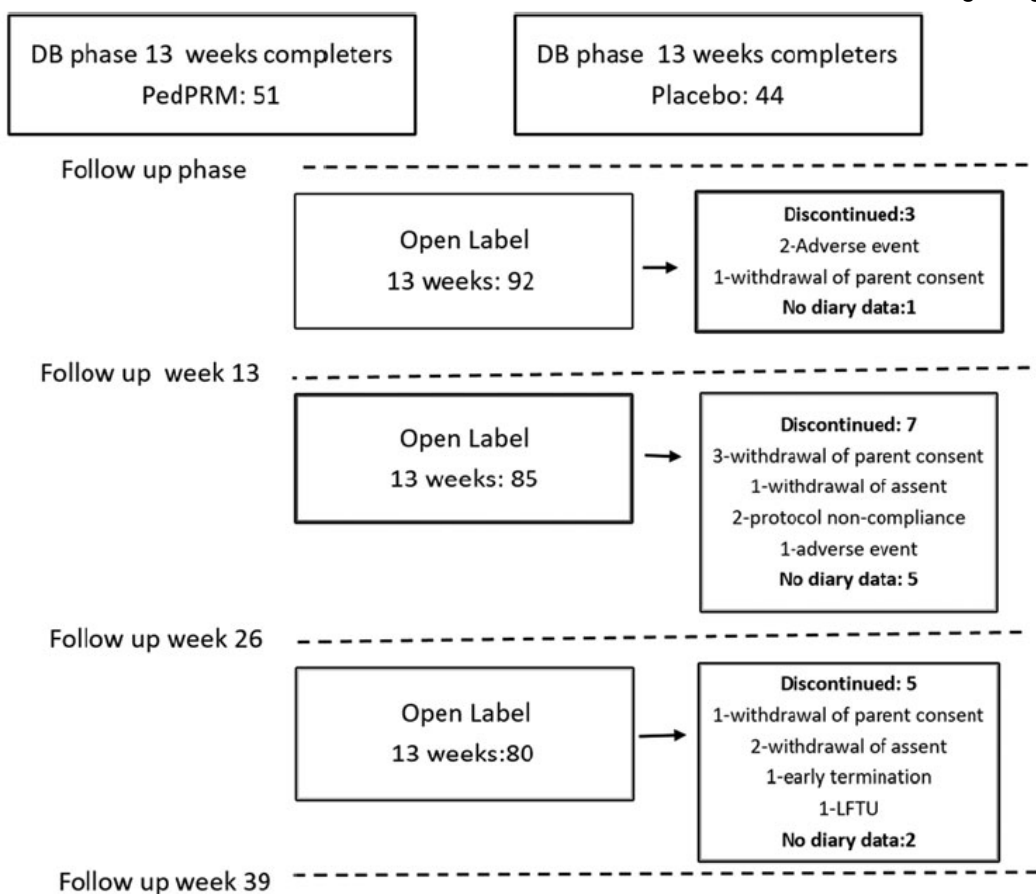 DB phase 13 weeks completers
PedPRM: 51
DB phase 13 weeks completers
Placebo: 44
Follow up phase
Open Label
13 weeks: 92
Discontinued:3
2-Adverse event
1-withdrawal of parent consent
No diary data:1
Follow up week 13
Open Label
13 weeks: 85
Discontinued: 7
3-withdrawal of parent consent
1-withdrawal of assent
2-protocol non-compliance
1-adverse event
No diary data: 5
Follow up week 26
Open Label
13 weeks:80
Discontinued: 5
1-withdrawal of parent consent
2-withdrawal of assent
1-early termination
1-LFTU
No diary data:2
Follow up week 39